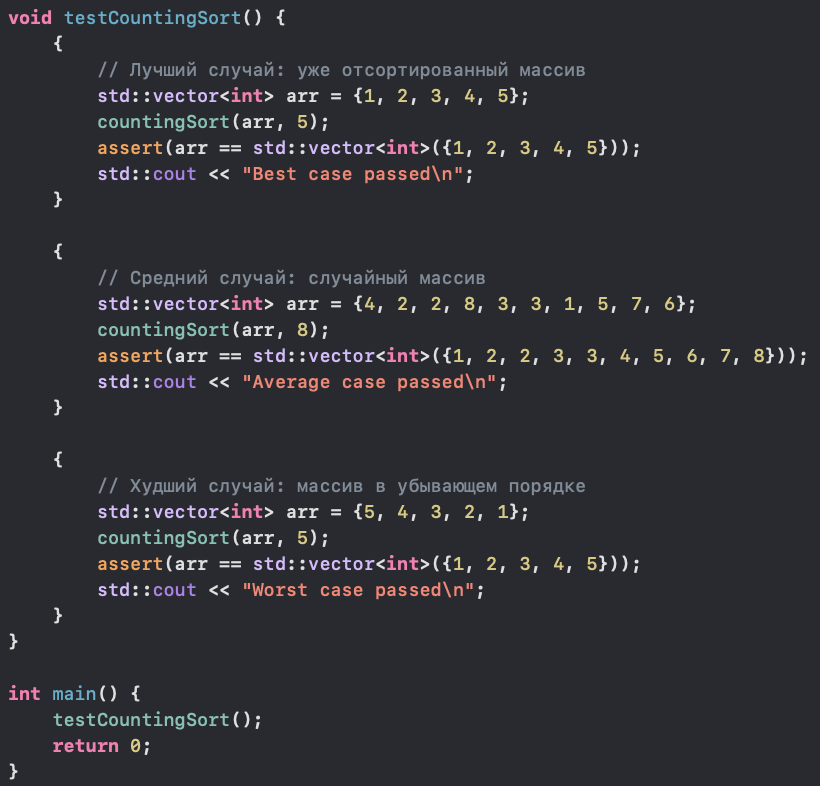 void testCountingSort() {
    {
        // Лучший случай: уже отсортированный массив
        std::vector<int> arr = {1, 2, 3, 4, 5};
        countingSort(arr, 5);
        assert(arr == std::vector<int>({1, 2, 3, 4, 5}));
        std::cout << "Best case passed\n";
    }

    {
        // Средний случай: случайный массив
        std::vector<int> arr = {4, 2, 2, 8, 3, 3, 1, 5, 7, 6};
        countingSort(arr, 8);
        assert(arr == std::vector<int>({1, 2, 2, 3, 3, 4, 5, 6, 7, 8}));
        std::cout << "Average case passed\n";
    }

    {
        // Худший случай: массив в убывающем порядке
        std::vector<int> arr = {5, 4, 3, 2, 1};
        countingSort(arr, 5);
        assert(arr == std::vector<int>({1, 2, 3, 4, 5}));
        std::cout << "Worst case passed\n";
    }
}

int main() {
    testCountingSort();
    return 0;
}